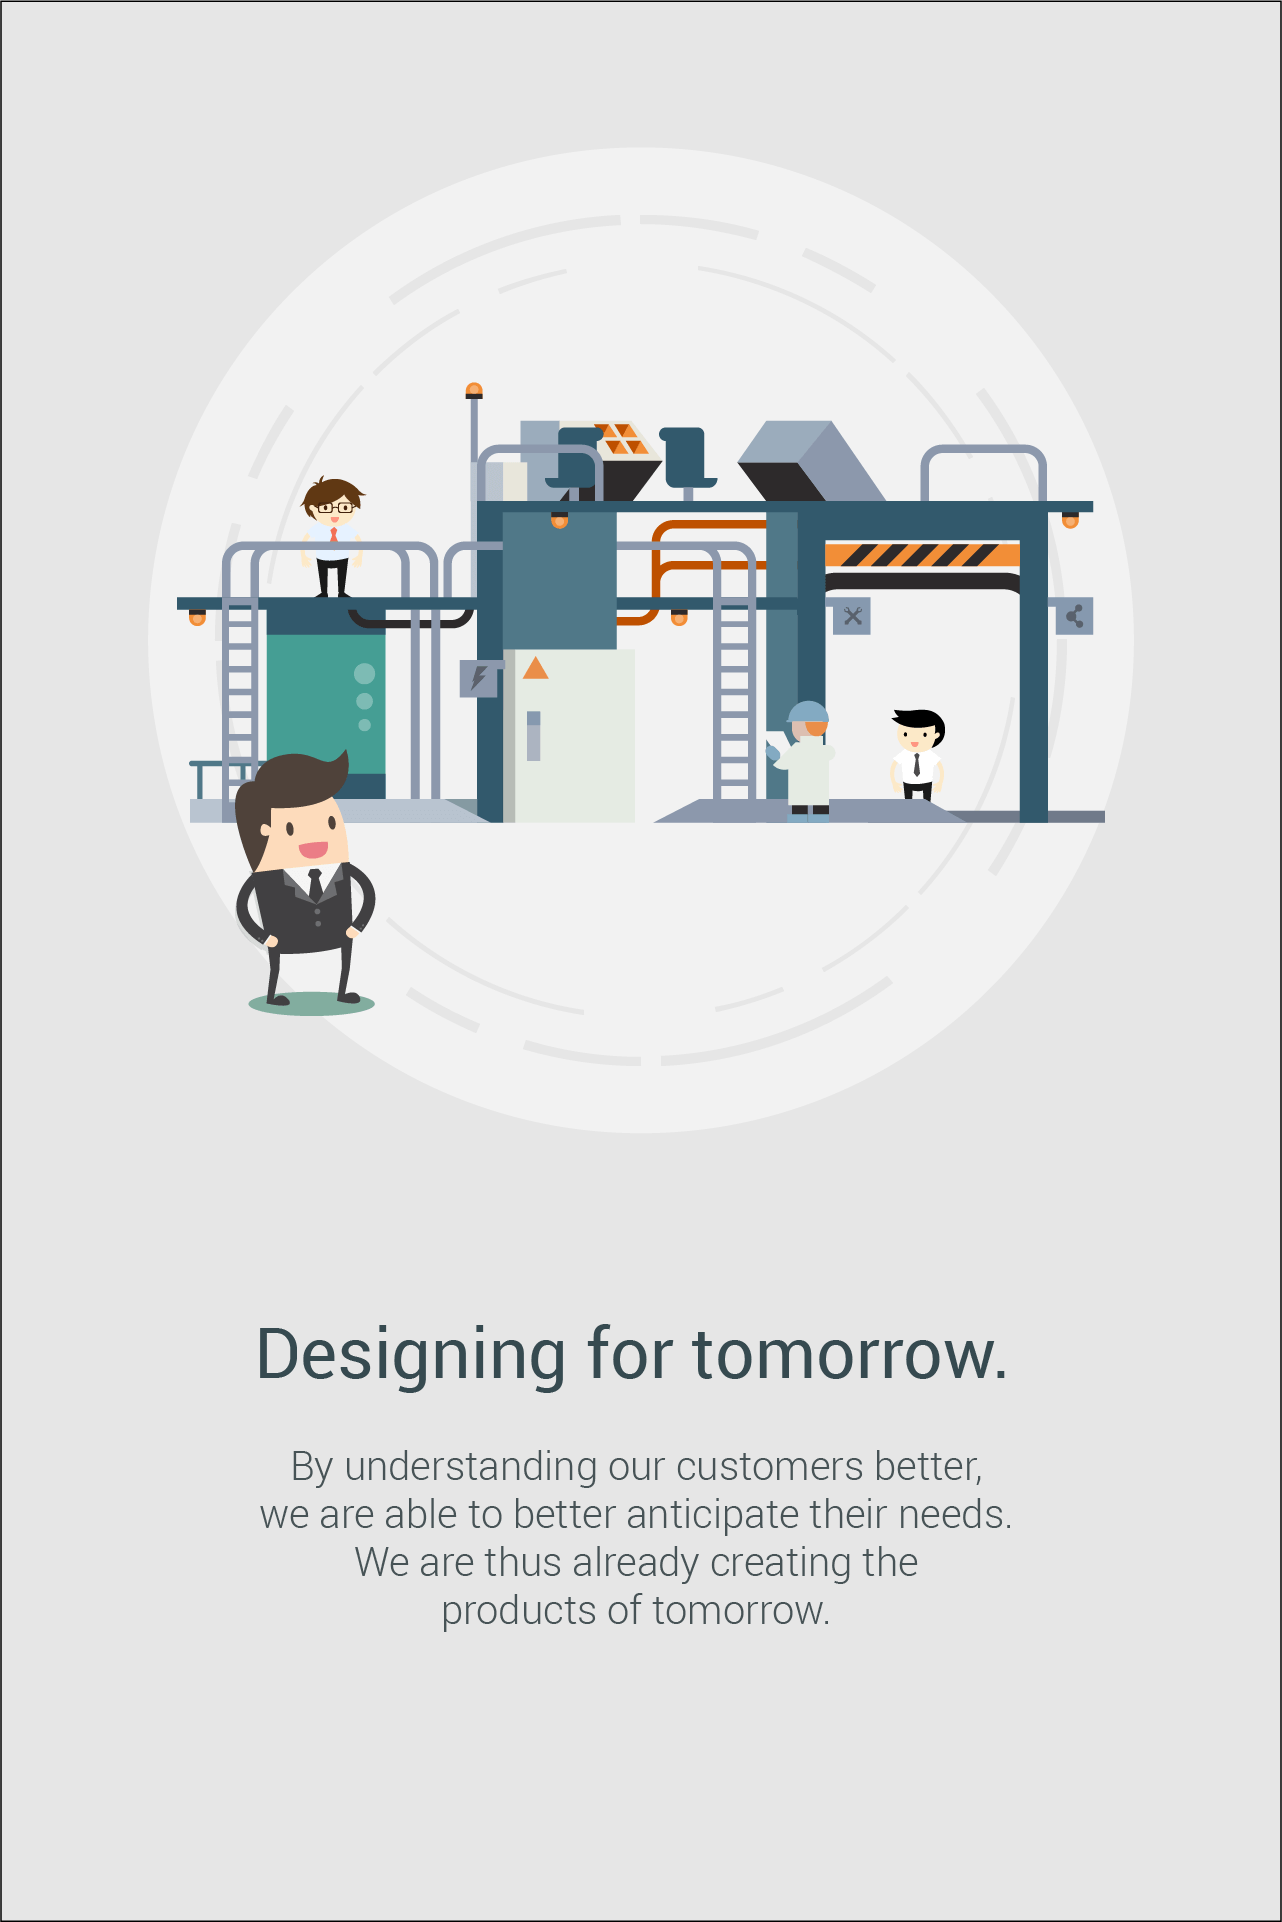 Designing for tomorrow.
By understanding our customers better,
we are able to better anticipate their needs.
We are thus already creating the
products of tomorrow.